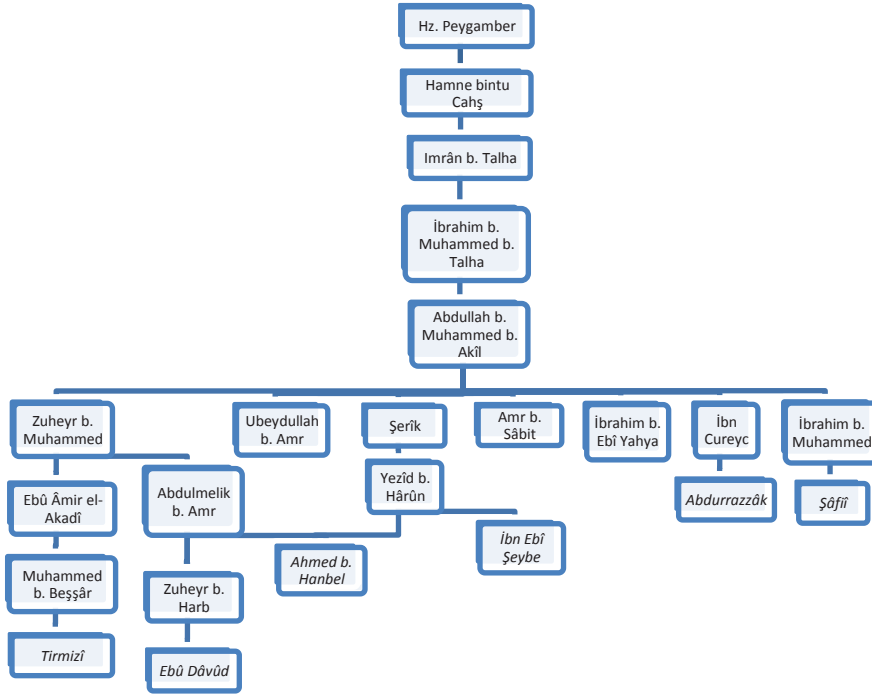 Hz. Peygamber
Hamne bintu
Cahş
Imrân b. Talha
İbrahim b.
Muhammed b.
Talha
Abdullah b.
Muhammed b.
Akîl
Zuheyr b.
Muhammed
Ubeydullah
b. Amr
Şerîk
Amr b.
Sâbit
İbrahim b.
Ebî Yahya
İbn
Cureyc
İbrahim b.
Muhammed
Ebû Âmir el-
Akadî
Abdulmelik
b. Amr
Yezîd b.
Hârûn
Abdurrazzâk
Şâfiî
Muhammed
b. Beşşâr
Zuheyr b.
Harb
Ahmed b.
Hanbel
İbn Ebî
Şeybe
Tirmizî
Ebû Dâvûd